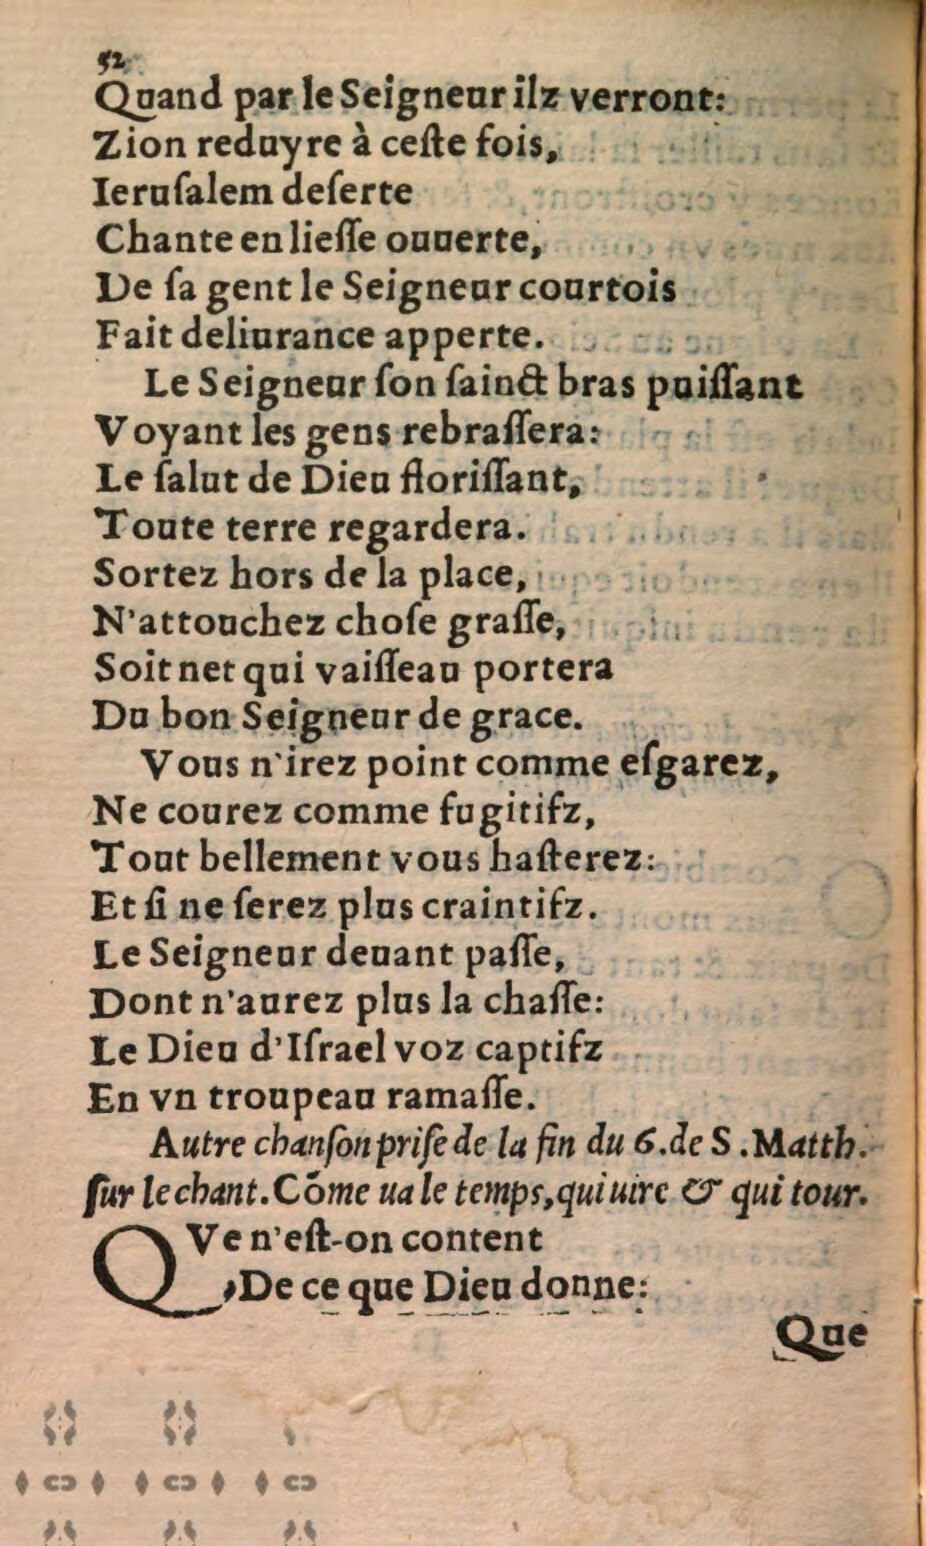 52
Quand par le Seigneur ilz verront:
Zion reduyre à ceſte fois,
Ieruſalem deſerte
Chante en lieſſe ouuerte,
De ſa gent le Seigneur courtois
Fait deliurance apperte.
Le Seigneur ſon ſainct bras puiſſant
Voyant les gens rebraſſera:
Le ſalut de Dieu floriſſant,
Toute terre regardera.
Sortez hors de la place,
N'attouchez choſe graſſe,
Soit net qui vaiſſeau portera
Du bon Seigneur de grace.
Vous n'irez point comme eſgarez,
Ne courez comme fugitifz,
Tout bellement vous haſterez:
Et ſi ne ſerez plus craintifz.
Le Seigneur deuant paſſe,
Dont n'aurez plus la chaſſe:
Le Dieu d'Iſrael voz captifz
En vn troupeau ramaſſe.
Autre chanſon priſe de la fin du 6. de S. Matth.
ſur le chant. Cõme ua le temps, qui uire & qui tour.
QVe n'eſt-on content
De ce que Dieu donne:
Que